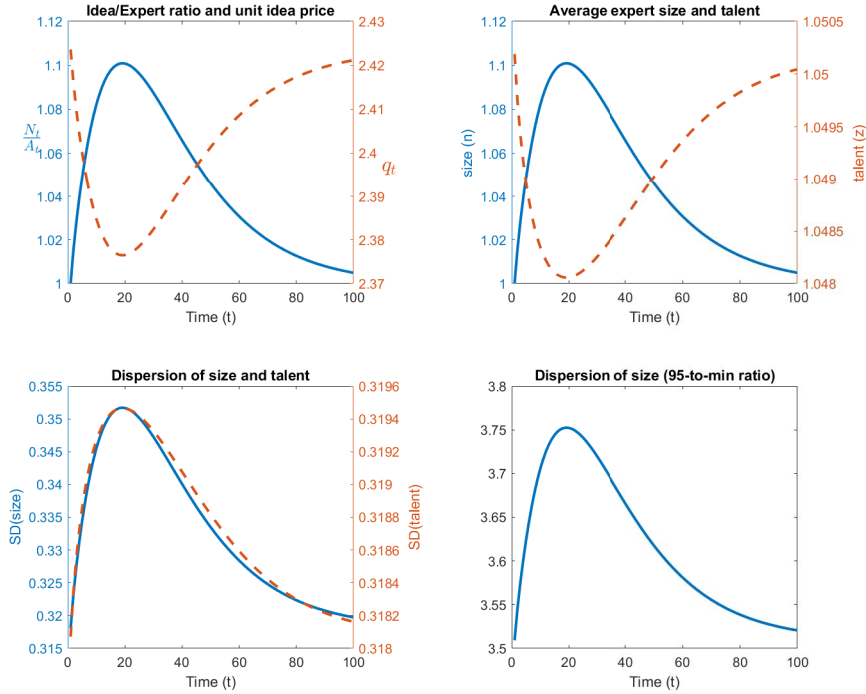 Idea/Expert ratio and unit idea price
1.12
1.1
1.08
1.06
1.04
1.02
1
N_t
A_t
2.43
2.42
2.41
2.4
2.39
2.38
2.37
q_t
0 20 40 60 80 100
Time (t)
Average expert size and talent
1.12
1.1
1.08
1.06
1.04
1.02
1
size (n)
1.0505
1.05
1.0495
1.049
1.0485
1.048
talent (z)
0 20 40 60 80 100
Time (t)
Dispersion of size and talent
0.355
0.35
0.345
0.34
0.335
0.33
0.325
0.32
0.315
SD(size)
0.3196
0.3194
0.3192
0.319
0.3188
0.3186
0.3184
0.3182
0.318
SD(talent)
0 20 40 60 80 100
Time (t)
Dispersion of size (95-to-min ratio)
3.8
3.75
3.7
3.65
3.6
3.55
3.5
0 20 40 60 80 100
Time (t)